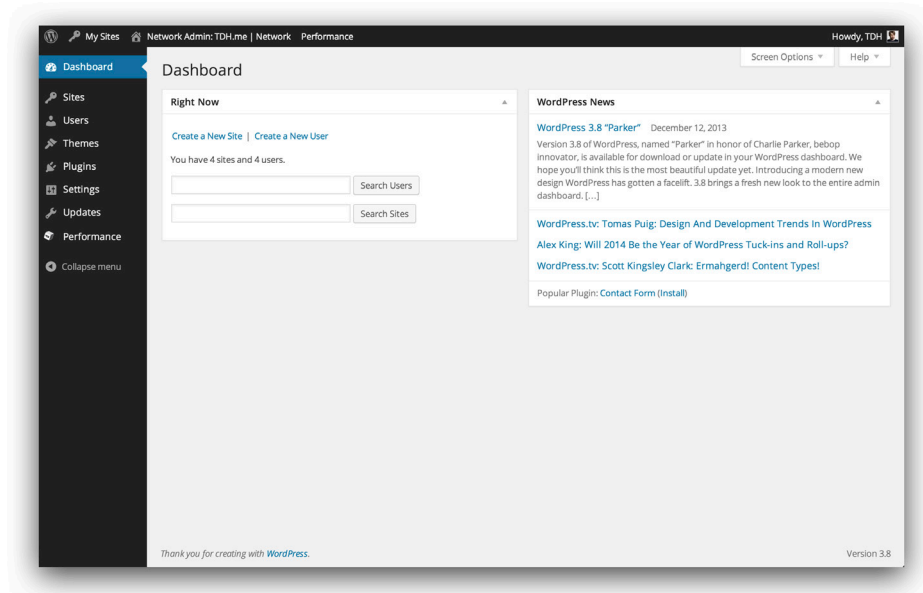 My Sites Network Admin: TDH.me | Network Performance Howdy, TDH
Screen Options Help
Dashboard
Sites
Users
Themes
Plugins
Settings
Updates
Performance
Collapse menu
Dashboard
Right Now
Create a New Site | Create a New User
You have 4 sites and 4 users.
Search Users
Search Sites
WordPress News
WordPress 3.8 “Parker” December 12, 2013
Version 3.8 of WordPress, named “Parker” in honor of Charlie Parker, bebop
innovator, is available for download or update in your WordPress dashboard. We
hope you’ll think this is the most beautiful update yet. Introducing a modern new
design WordPress has gotten a facelift. 3.8 brings a fresh new look to the entire admin
dashboard. […]
WordPress.tv: Tomas Puig: Design And Development Trends In WordPress
Alex King: Will 2014 Be the Year of WordPress Tuck-ins and Roll-ups?
WordPress.tv: Scott Kingsley Clark: Ermahgerd! Content Types!
Popular Plugin: Contact Form (Install)
Thank you for creating with WordPress.
Version 3.8